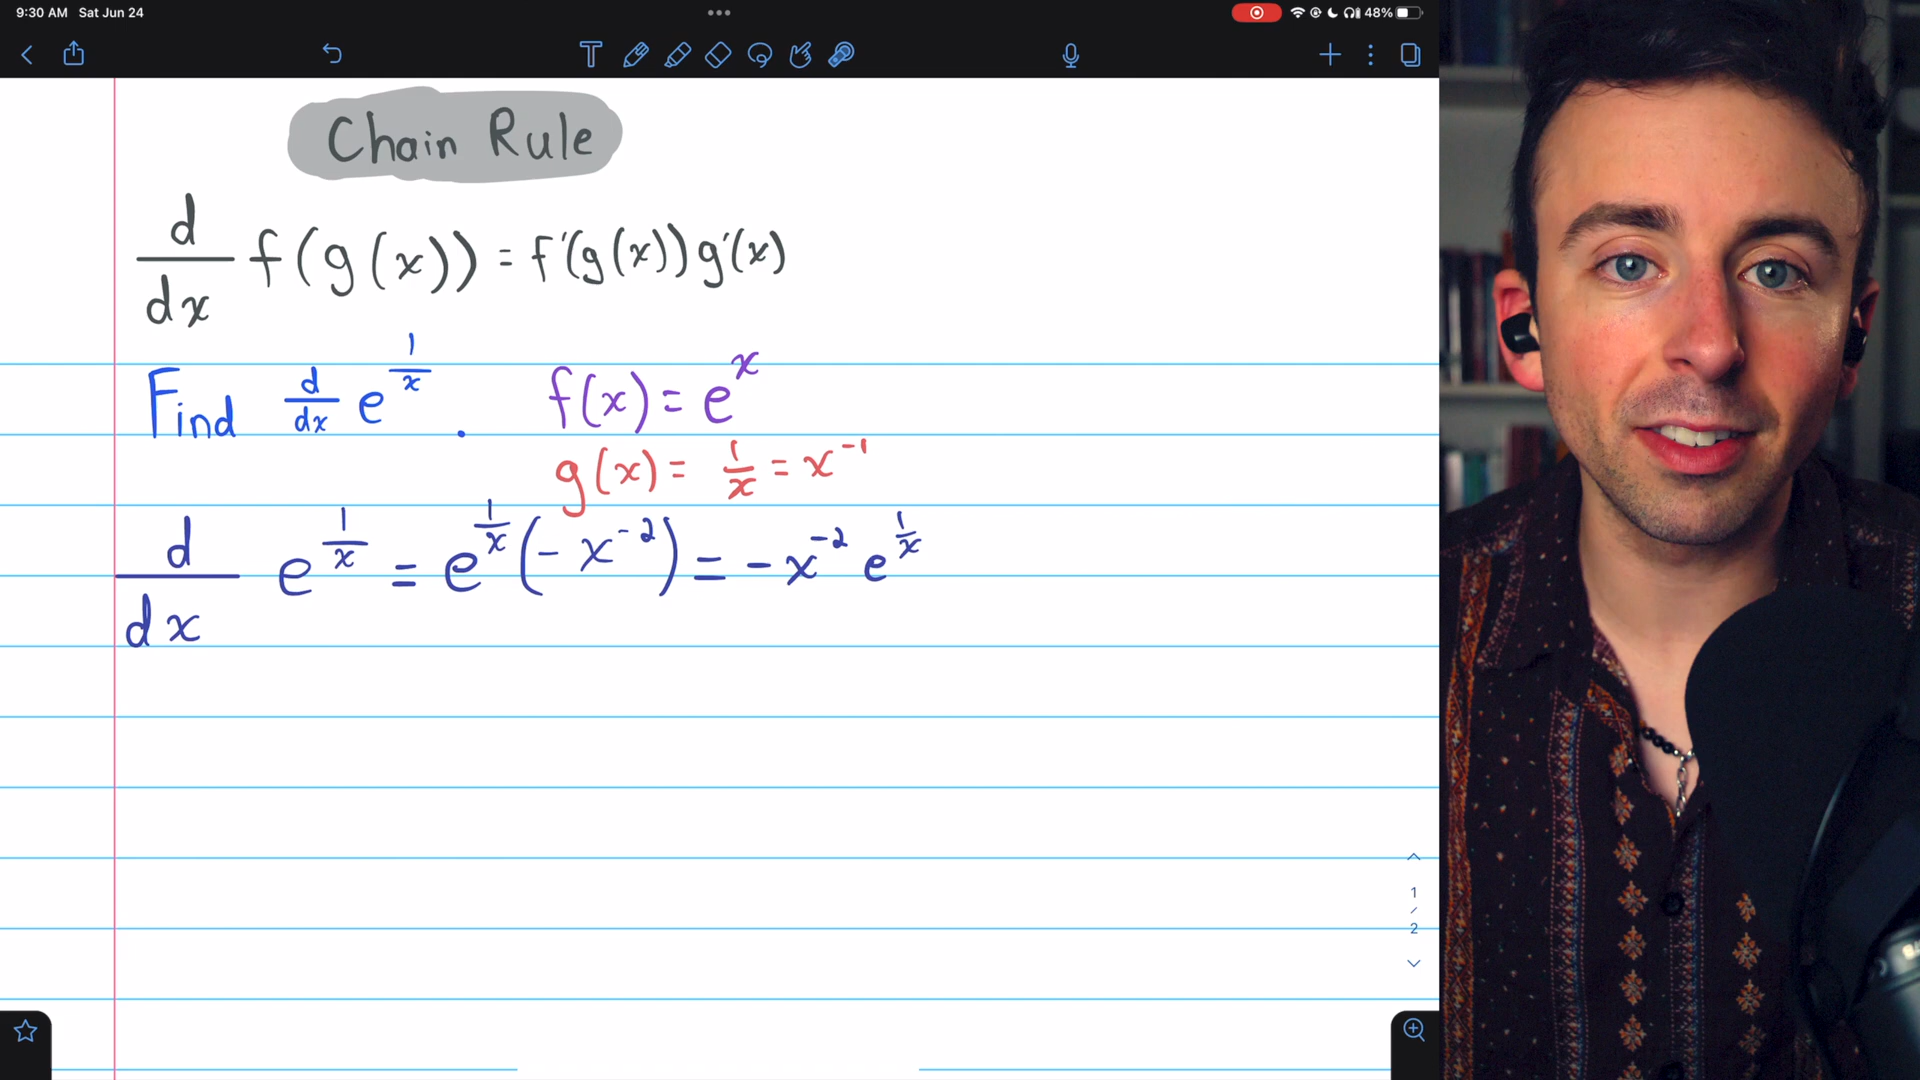 9:30 AM Sat Jun 24
48%
Chain Rule
d/dx f(g(x)) = f'(g(x))g'(x)
Find d/dx e^(1/x). f(x) = e^x
g(x) = 1/x = x^-1
d/dx e^(1/x) = e^(1/x)(-x^-2) = -x^-2 e^(1/x)
1
/
2